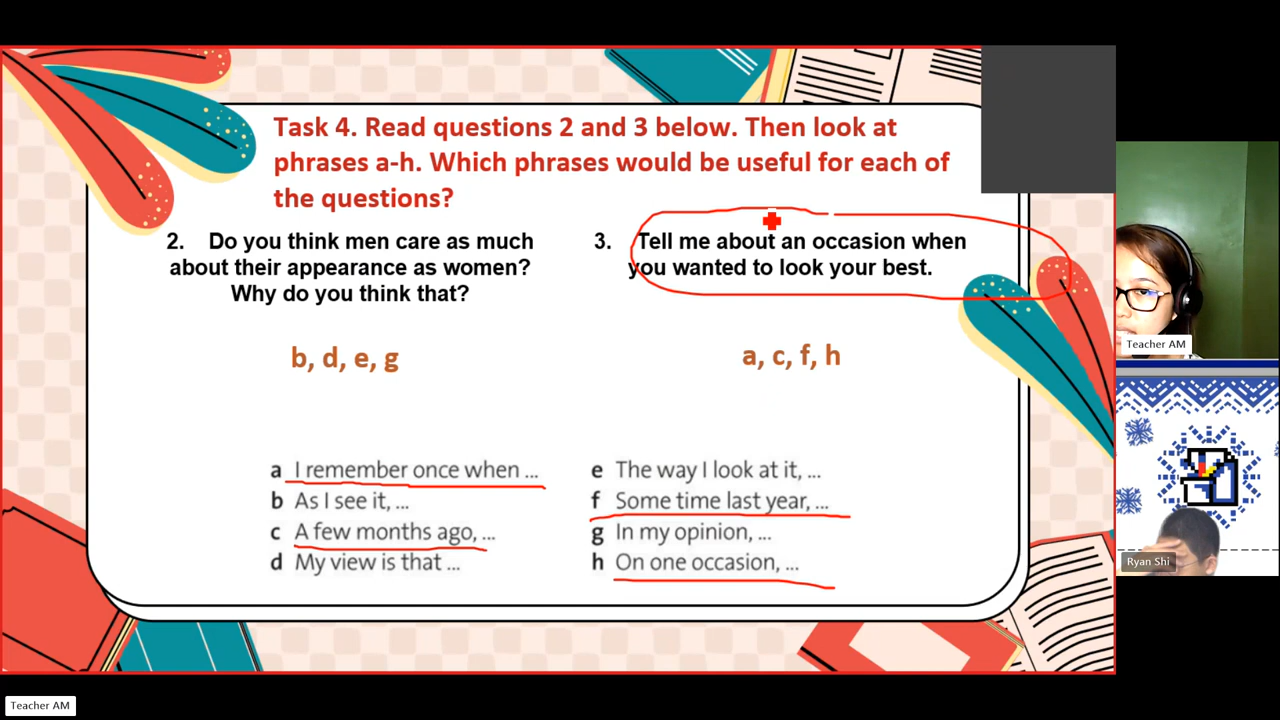 Task 4. Read questions 2 and 3 below. Then look at
phrases a-h. Which phrases would be useful for each of
the questions?
2. Do you think men care as much
about their appearance as women?
Why do you think that?
3. Tell me about an occasion when
you wanted to look your best.
b, d, e, g
a, c, f, h
a I remember once when ...
b As I see it, ...
c A few months ago, ...
d My view is that ...
e The way I look at it, ...
f Some time last year, ...
g In my opinion, ...
h On one occasion, ...
Teacher AM
Ryan Shi
Teacher AM